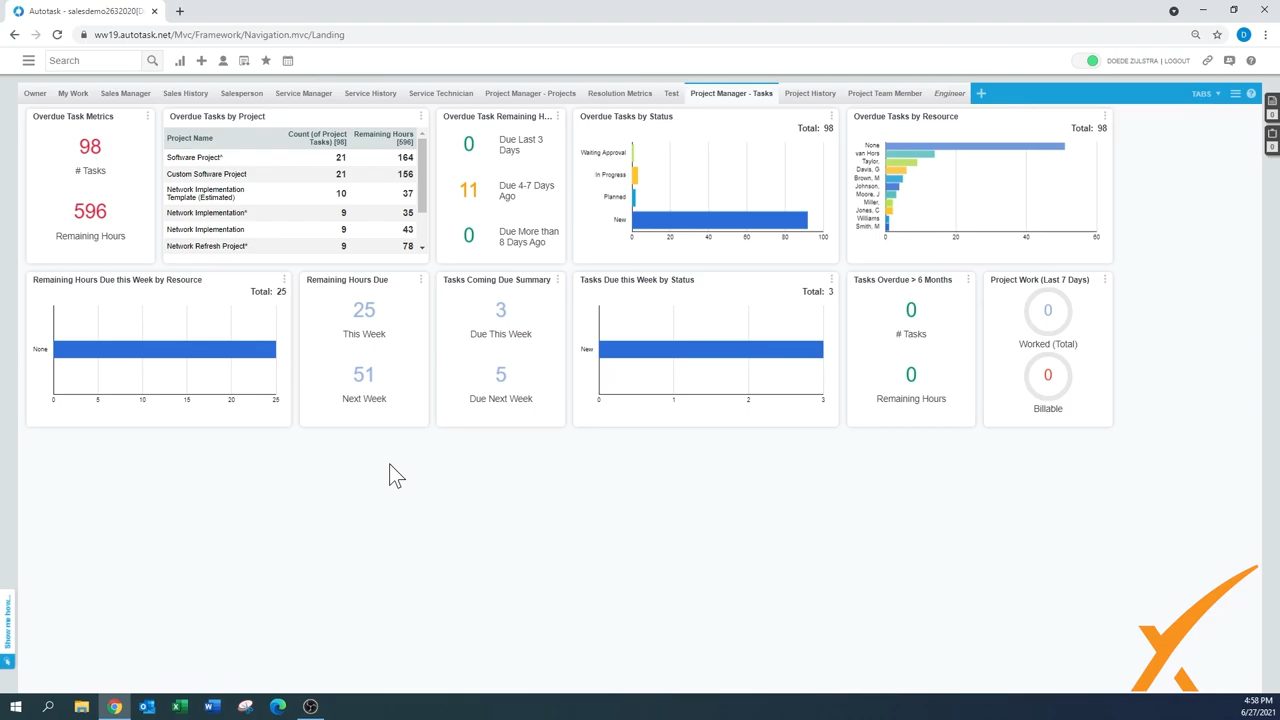 Autotask - salesdemo2632020[D
ww19.autotask.net/Mvc/Framework/Navigation.mvc/Landing
D
Search
DOEDE ZIJLSTRA | LOGOUT
Owner My Work Sales Manager Sales History Salesperson Service Manager Service History Service Technician Project Manager - Projects Resolution Metrics Test Project Manager - Tasks Project History Project Team Member Engineer
TABS
0
0
Overdue Task Metrics
98
# Tasks
596
Remaining Hours
Overdue Tasks by Project
Project Name Count (of Project Tasks) [98] Remaining Hours [596]
Software Project^ 21 164
Custom Software Project 21 156
Network Implementation Template (Estimated) 10 37
Network Implementation* 9 35
Network Implementation 9 43
Network Refresh Project* 9 78
Overdue Task Remaining H...
0 Due Last 3 Days
11 Due 4-7 Days Ago
0 Due More than 8 Days Ago
Overdue Tasks by Status
Total: 98
Waiting Approval
In Progress
Planned
New
0 20 40 60 80 100
Overdue Tasks by Resource
Total: 98
None
van Hors
Taylor,
Davis, G
Brown, M
Johnson,
Moore, J
Miller,
Jones, C
Williams
Smith, M
0 20 40 60
Remaining Hours Due this Week by Resource
Total: 25
None
0 5 10 15 20 25
Remaining Hours Due
25
This Week
51
Next Week
Tasks Coming Due Summary
3
Due This Week
5
Due Next Week
Tasks Due this Week by Status
Total: 3
New
0 1 2 3
Tasks Overdue > 6 Months
0
# Tasks
0
Remaining Hours
Project Work (Last 7 Days)
0
Worked (Total)
0
Billable
Show me how...
4:58 PM
6/27/2021